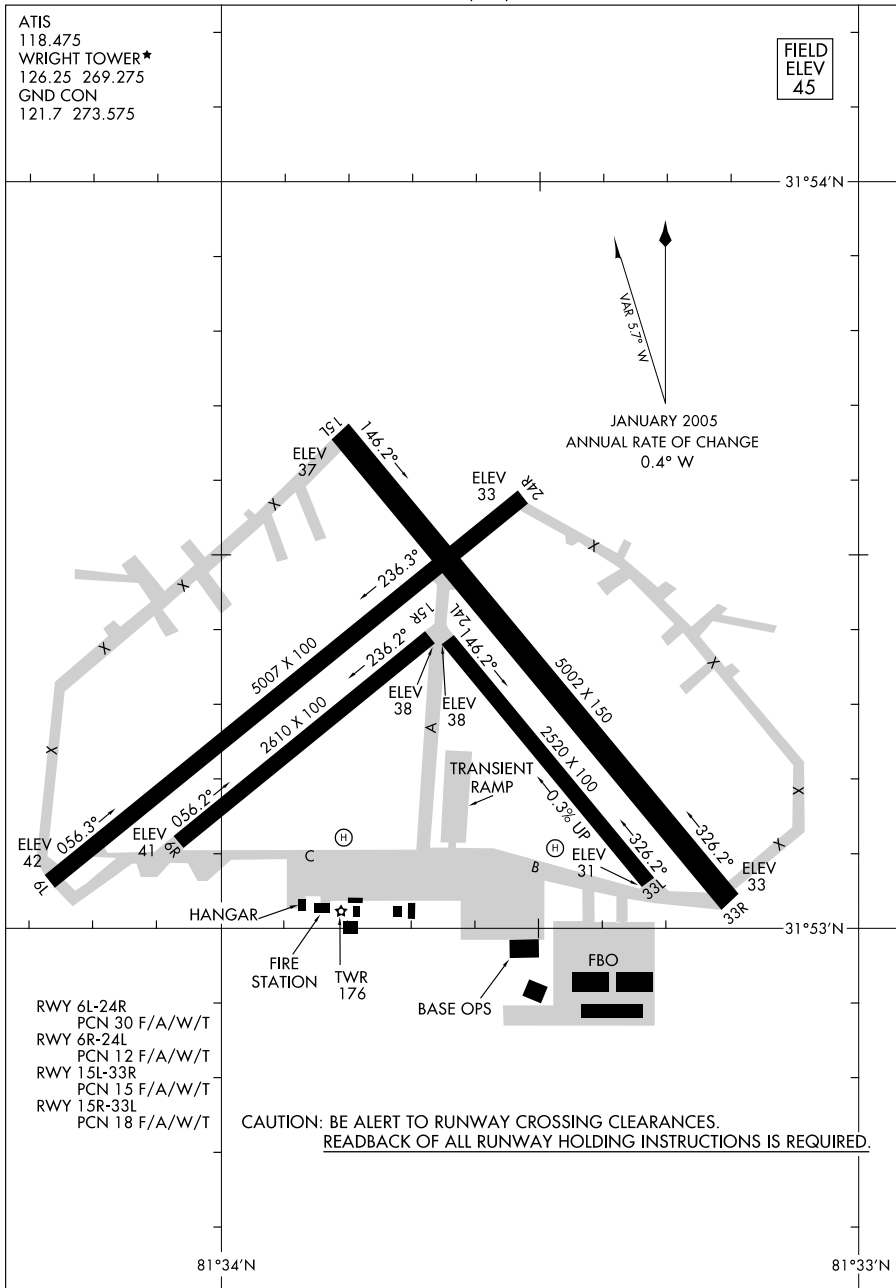 ATIS
118.475
WRIGHT TOWER★
126.25 269.275
GND CON
121.7 273.575
FIELD
ELEV
45
31°54'N
VAR 5.7° W
JANUARY 2005
ANNUAL RATE OF CHANGE
0.4° W
15L
146.2°
ELEV
37
ELEV
33
24R
X
X
X
X
236.3°
15R
24L
236.2°
146.2°
X
X
5007 X 100
2610 X 100
ELEV
38
ELEV
38
A
5002 X 150
2520 X 100
TRANSIENT
RAMP
0.3% UP
X
X
056.3°
056.2°
ELEV
42
6L
ELEV
41
6R
H
C
H
B
ELEV
31
326.2°
33L
326.2°
ELEV
33
33R
HANGAR
FIRE
STATION
TWR
176
BASE OPS
FBO
31°53'N
RWY 6L-24R
PCN 30 F/A/W/T
RWY 6R-24L
PCN 12 F/A/W/T
RWY 15L-33R
PCN 15 F/A/W/T
RWY 15R-33L
PCN 18 F/A/W/T
CAUTION: BE ALERT TO RUNWAY CROSSING CLEARANCES.
READBACK OF ALL RUNWAY HOLDING INSTRUCTIONS IS REQUIRED.
81°34'N
81°33'N